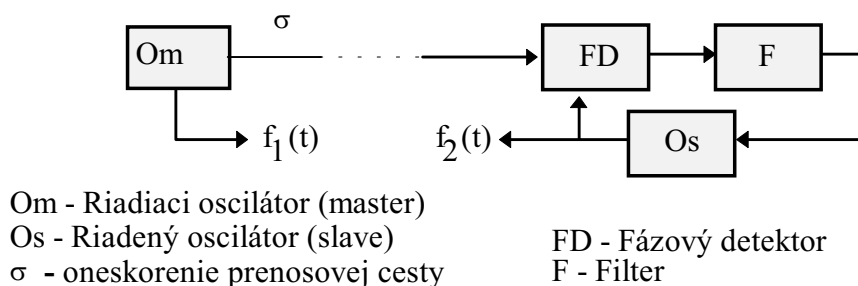 σ
Om
FD
F
f1(t)
f2(t)
Os
Om - Riadiaci oscilátor (master)
Os - Riadený oscilátor (slave)
σ - oneskorenie prenosovej cesty
FD - Fázový detektor
F - Filter